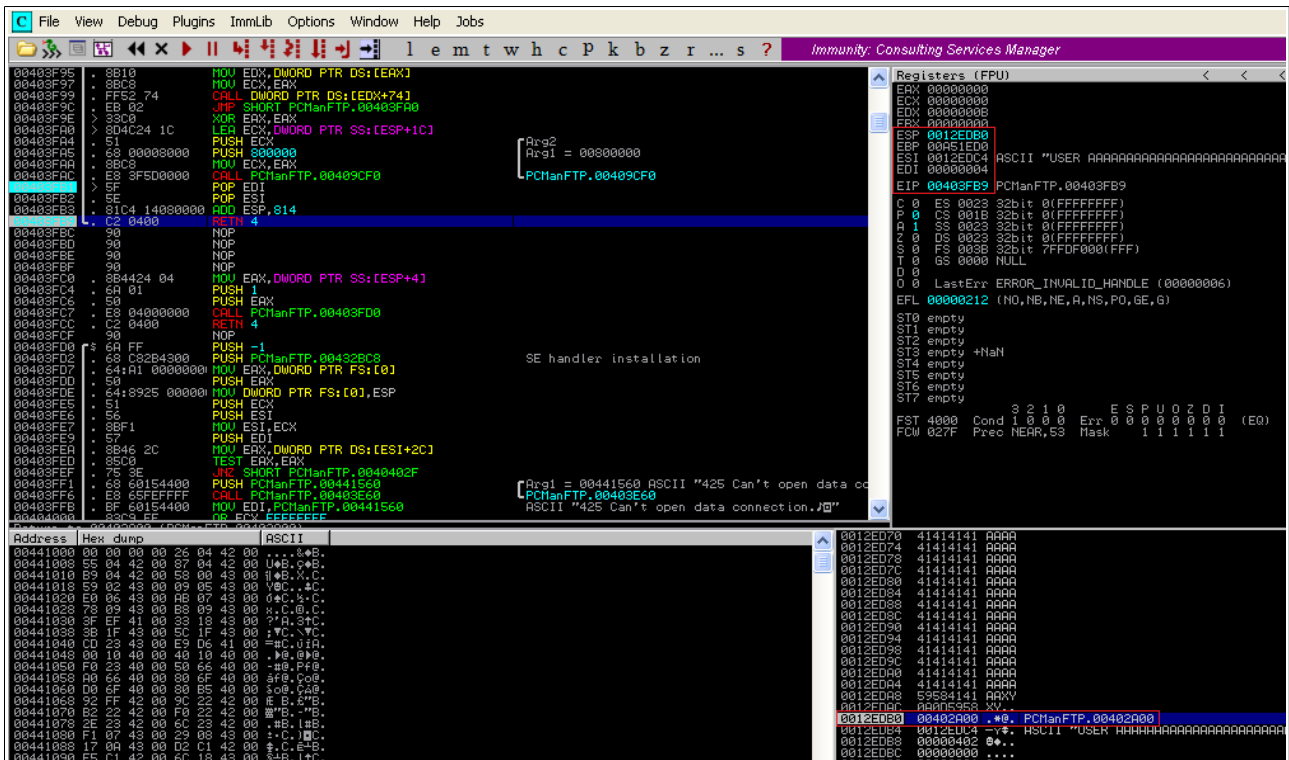 C File View Debug Plugins ImmLib Options Window Help Jobs
l e m t w h c P k b z r ... s ? Immunity: Consulting Services Manager
00403F95 . 8B10 MOV EDX,DWORD PTR DS:[EAX]
00403F97 . 8BC8 MOV ECX,EAX
00403F99 . FF52 74 CALL DWORD PTR DS:[EDX+74]
00403F9C . EB 02 JMP SHORT PCManFTP.00403FA0
00403F9E > 33C0 XOR EAX,EAX
00403FA0 > 8D4C24 1C LEA ECX,DWORD PTR SS:[ESP+1C]
00403FA4 . 51 PUSH ECX Arg2
00403FA5 . 68 00008000 PUSH 800000 Arg1 = 00800000
00403FAA . 8BC8 MOV ECX,EAX
00403FAC . E8 3F5D0000 CALL PCManFTP.00409CF0 PCManFTP.00409CF0
00403FB1 > 5F POP EDI
00403FB2 . 5E POP ESI
00403FB3 . 81C4 14080000 ADD ESP,814
00403FB9 . C2 0400 RETN 4
00403FBC 90 NOP
00403FBD 90 NOP
00403FBE 90 NOP
00403FBF 90 NOP
00403FC0 . 8B4424 04 MOV EAX,DWORD PTR SS:[ESP+4]
00403FC4 . 6A 01 PUSH 1
00403FC6 . 50 PUSH EAX
00403FC7 . E8 04000000 CALL PCManFTP.00403FD0
00403FCC . C2 0400 RETN 4
00403FCF 90 NOP
00403FD0 $ 6A FF PUSH -1
00403FD2 . 68 C82B4300 PUSH PCManFTP.00432BC8 SE handler installation
00403FD7 . 64:A1 00000000 MOV EAX,DWORD PTR FS:[0]
00403FDD . 50 PUSH EAX
00403FDE . 64:8925 00000 MOV DWORD PTR FS:[0],ESP
00403FE5 . 51 PUSH ECX
00403FE6 . 56 PUSH ESI
00403FE7 . 8BF1 MOV ESI,ECX
00403FE9 . 57 PUSH EDI
00403FEA . 8B46 2C MOV EAX,DWORD PTR DS:[ESI+2C]
00403FED . 85C0 TEST EAX,EAX
00403FEF . 75 3E JNZ SHORT PCManFTP.0040402F
00403FF1 . 68 60154400 PUSH PCManFTP.00441560 Arg1 = 00441560 ASCII "425 Can't open data co
00403FF6 . E8 65FEFFFF CALL PCManFTP.00403E60 PCManFTP.00403E60
00403FFB . BF 60154400 MOV EDI,PCManFTP.00441560 ASCII "425 Can't open data connection.
00404000 . 83C9 FF OR ECX,FFFFFFFF
Registers (FPU) < < <
EAX 00000000
ECX 00000000
EDX 0000000B
EBX 00000000
ESP 0012EDB0
EBP 00A51ED0
ESI 0012EDC4 ASCII "USER AAAAAAAAAAAAAAAAAAAAAAAAAAA
EDI 00000004
EIP 00403FB9 PCManFTP.00403FB9
C 0 ES 0023 32bit 0(FFFFFFFF)
P 0 CS 001B 32bit 0(FFFFFFFF)
A 1 SS 0023 32bit 0(FFFFFFFF)
Z 0 DS 0023 32bit 0(FFFFFFFF)
S 0 FS 003B 32bit 7FFDF000(FFF)
T 0 GS 0000 NULL
D 0
O 0 LastErr ERROR_INVALID_HANDLE (00000006)
EFL 00000212 (NO,NB,NE,A,NS,PO,GE,G)
ST0 empty
ST1 empty
ST2 empty
ST3 empty +NaN
ST4 empty
ST5 empty
ST6 empty
ST7 empty
3 2 1 0 E S P U O Z D I
FST 4000 Cond 1 0 0 0 Err 0 0 0 0 0 0 0 0 (EQ)
FCW 027F Prec NEAR,53 Mask 1 1 1 1 1 1
Address Hex dump ASCII
00441000 00 00 00 00 26 04 42 00
00441008 55 04 42 00 87 04 42 00
00441010 B9 04 42 00 58 00 43 00
00441018 59 02 43 00 09 05 43 00
00441020 E0 06 43 00 AB 07 43 00
00441028 78 09 43 00 B8 09 43 00
00441030 3F EF 41 00 33 18 43 00
00441038 3B 1F 43 00 5C 1F 43 00
00441040 CD 23 43 00 E9 D6 41 00
00441048 00 10 40 00 40 10 40 00
00441050 F0 23 40 00 50 66 40 00
00441058 A0 66 40 00 80 6F 40 00
00441060 D0 6F 40 00 80 B5 40 00
00441068 92 FF 42 00 9C 22 42 00
00441070 B2 22 42 00 F0 22 42 00
00441078 2E 23 42 00 6C 23 42 00
00441080 F1 07 43 00 29 08 43 00
00441088 17 0A 43 00 D2 C1 42 00
00441090 F5 C1 42 00 6C 18 43 00
0012ED70 41414141 AAAA
0012ED74 41414141 AAAA
0012ED78 41414141 AAAA
0012ED7C 41414141 AAAA
0012ED80 41414141 AAAA
0012ED84 41414141 AAAA
0012ED88 41414141 AAAA
0012ED8C 41414141 AAAA
0012ED90 41414141 AAAA
0012ED94 41414141 AAAA
0012ED98 41414141 AAAA
0012ED9C 41414141 AAAA
0012EDA0 41414141 AAAA
0012EDA4 41414141 AAAA
0012EDA8 59584141 AAXY
0012EDAC 0A0D5958 XY..
0012EDB0 00402A00 .*@. PCManFTP.00402A00
0012EDB4 0012EDC4 ASCII "USER AAAAAAAAAAAAAAAAAAAAAAAAA
0012EDB8 00000402
0012EDBC 00000000 ....